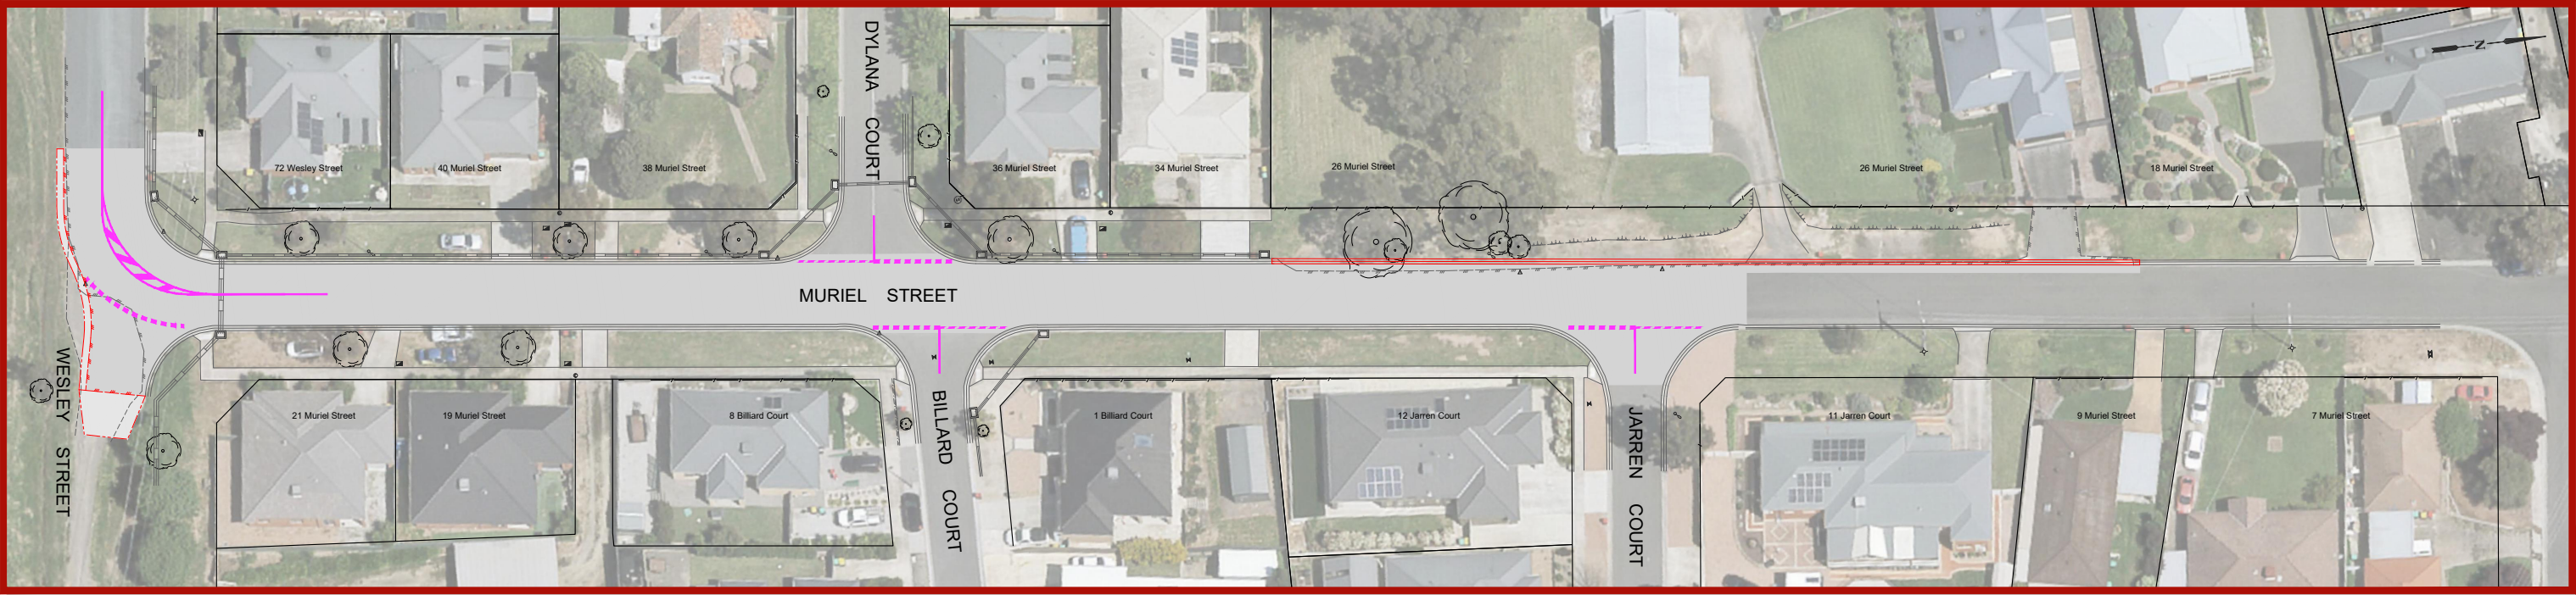 DYLANA COURT
N
72 Wesley Street
40 Muriel Street
38 Muriel Street
36 Muriel Street
34 Muriel Street
26 Muriel Street
26 Muriel Street
18 Muriel Street
MURIEL STREET
WESLEY STREET
21 Muriel Street
19 Muriel Street
8 Billiard Court
BILLARD COURT
1 Billiard Court
12 Jarren Court
JARREN COURT
11 Jarren Court
9 Muriel Street
7 Muriel Street